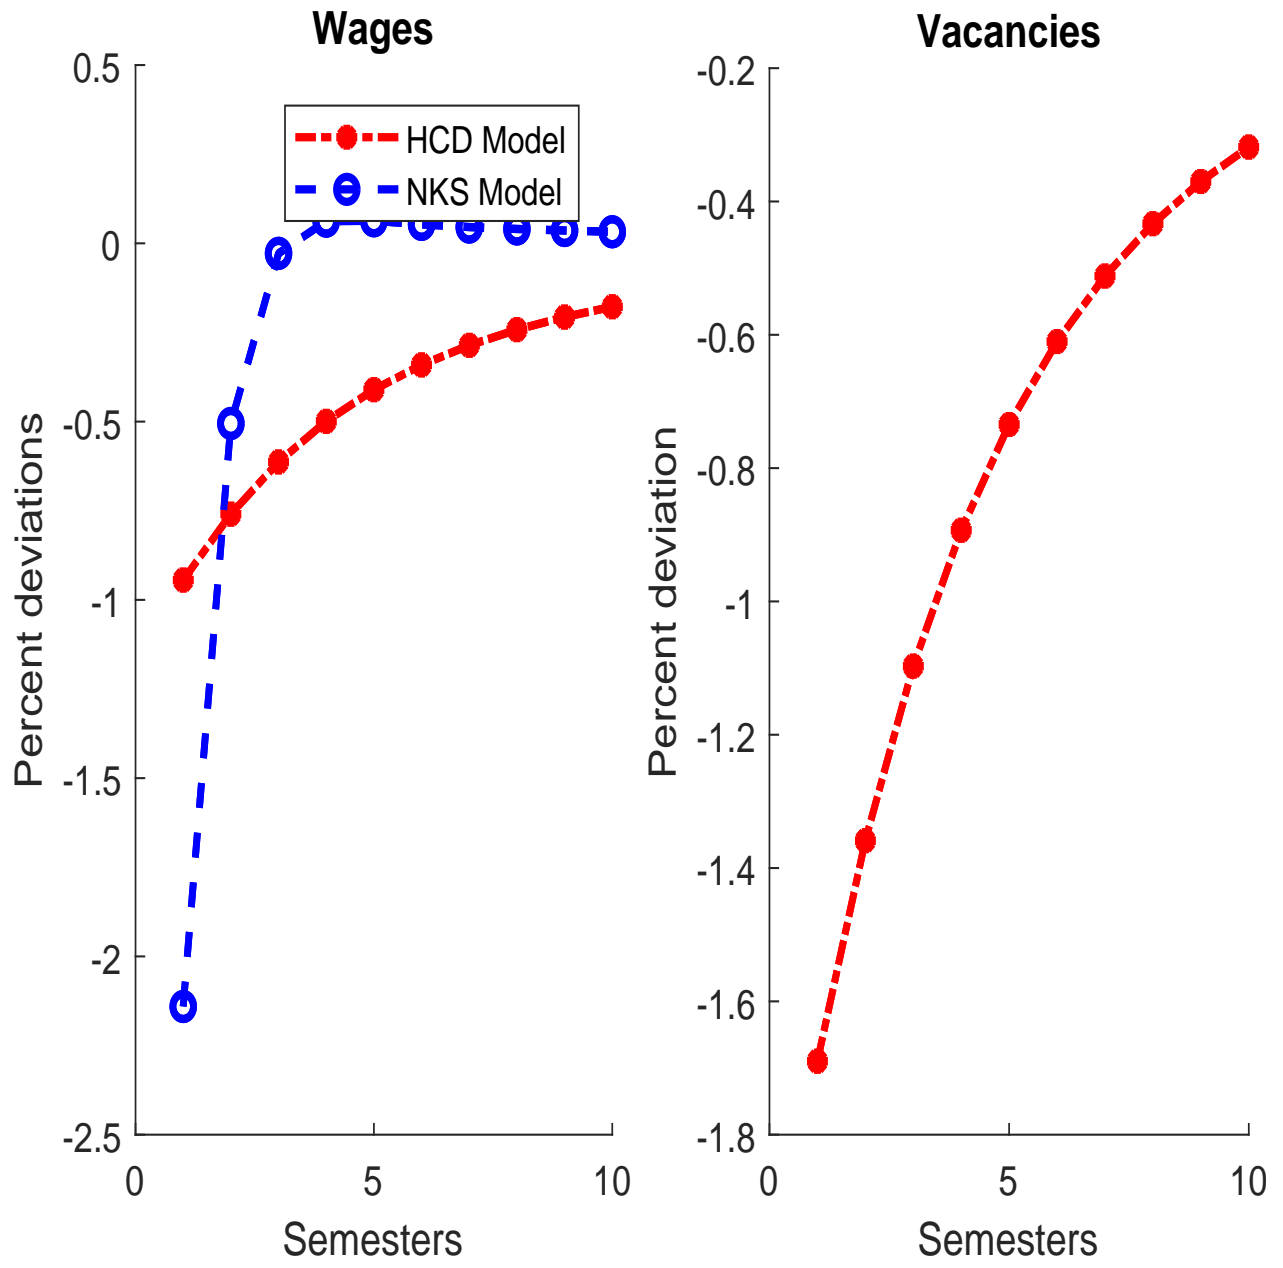 Wages
Percent deviations
0.5
0
-0.5
-1
-1.5
-2
-2.5
HCD Model
NKS Model
0
5
10
Semesters
Vacancies
Percent deviation
-0.2
-0.4
-0.6
-0.8
-1
-1.2
-1.4
-1.6
-1.8
0
5
10
Semesters